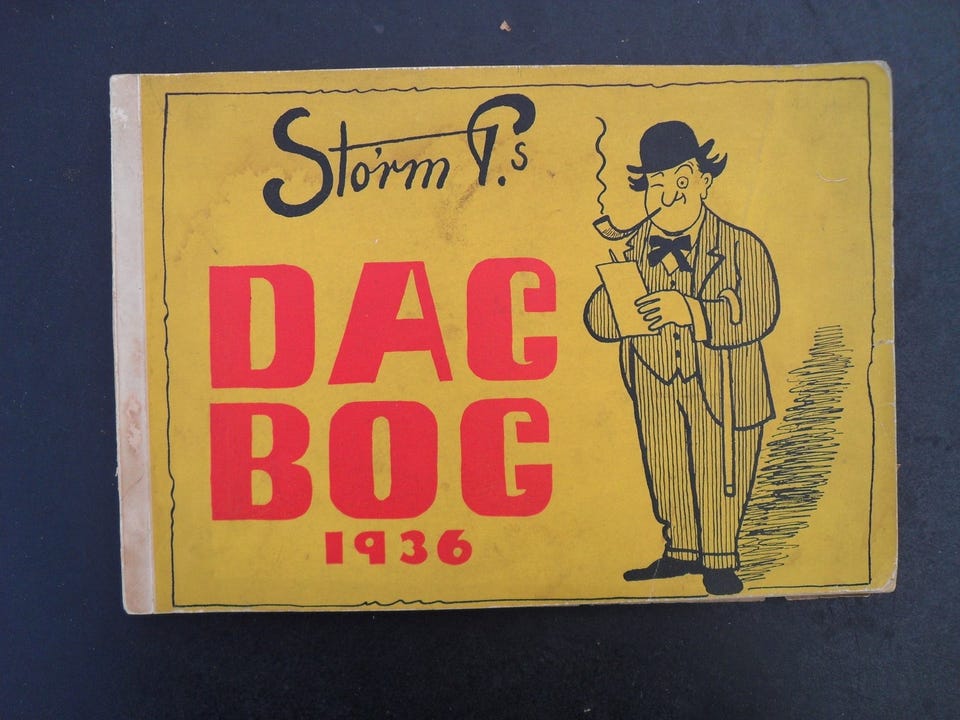 Storm P.s
DAG
BOG
1936